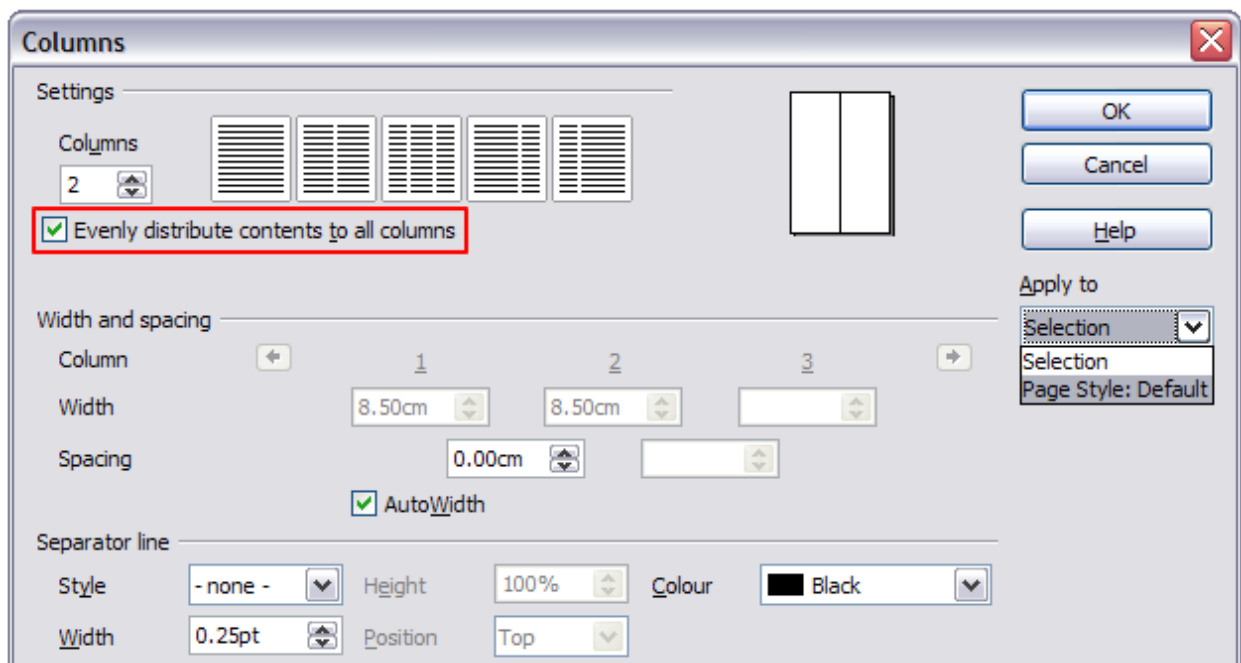 Columns
Settings
OK
Columns
Cancel
2
Evenly distribute contents to all columns
Help
Apply to
Width and spacing
Selection
Column 1 2 3
Selection
Width 8.50cm 8.50cm
Page Style: Default
Spacing 0.00cm
AutoWidth
Separator line
Style - none - Height 100% Colour Black
Width 0.25pt Position Top